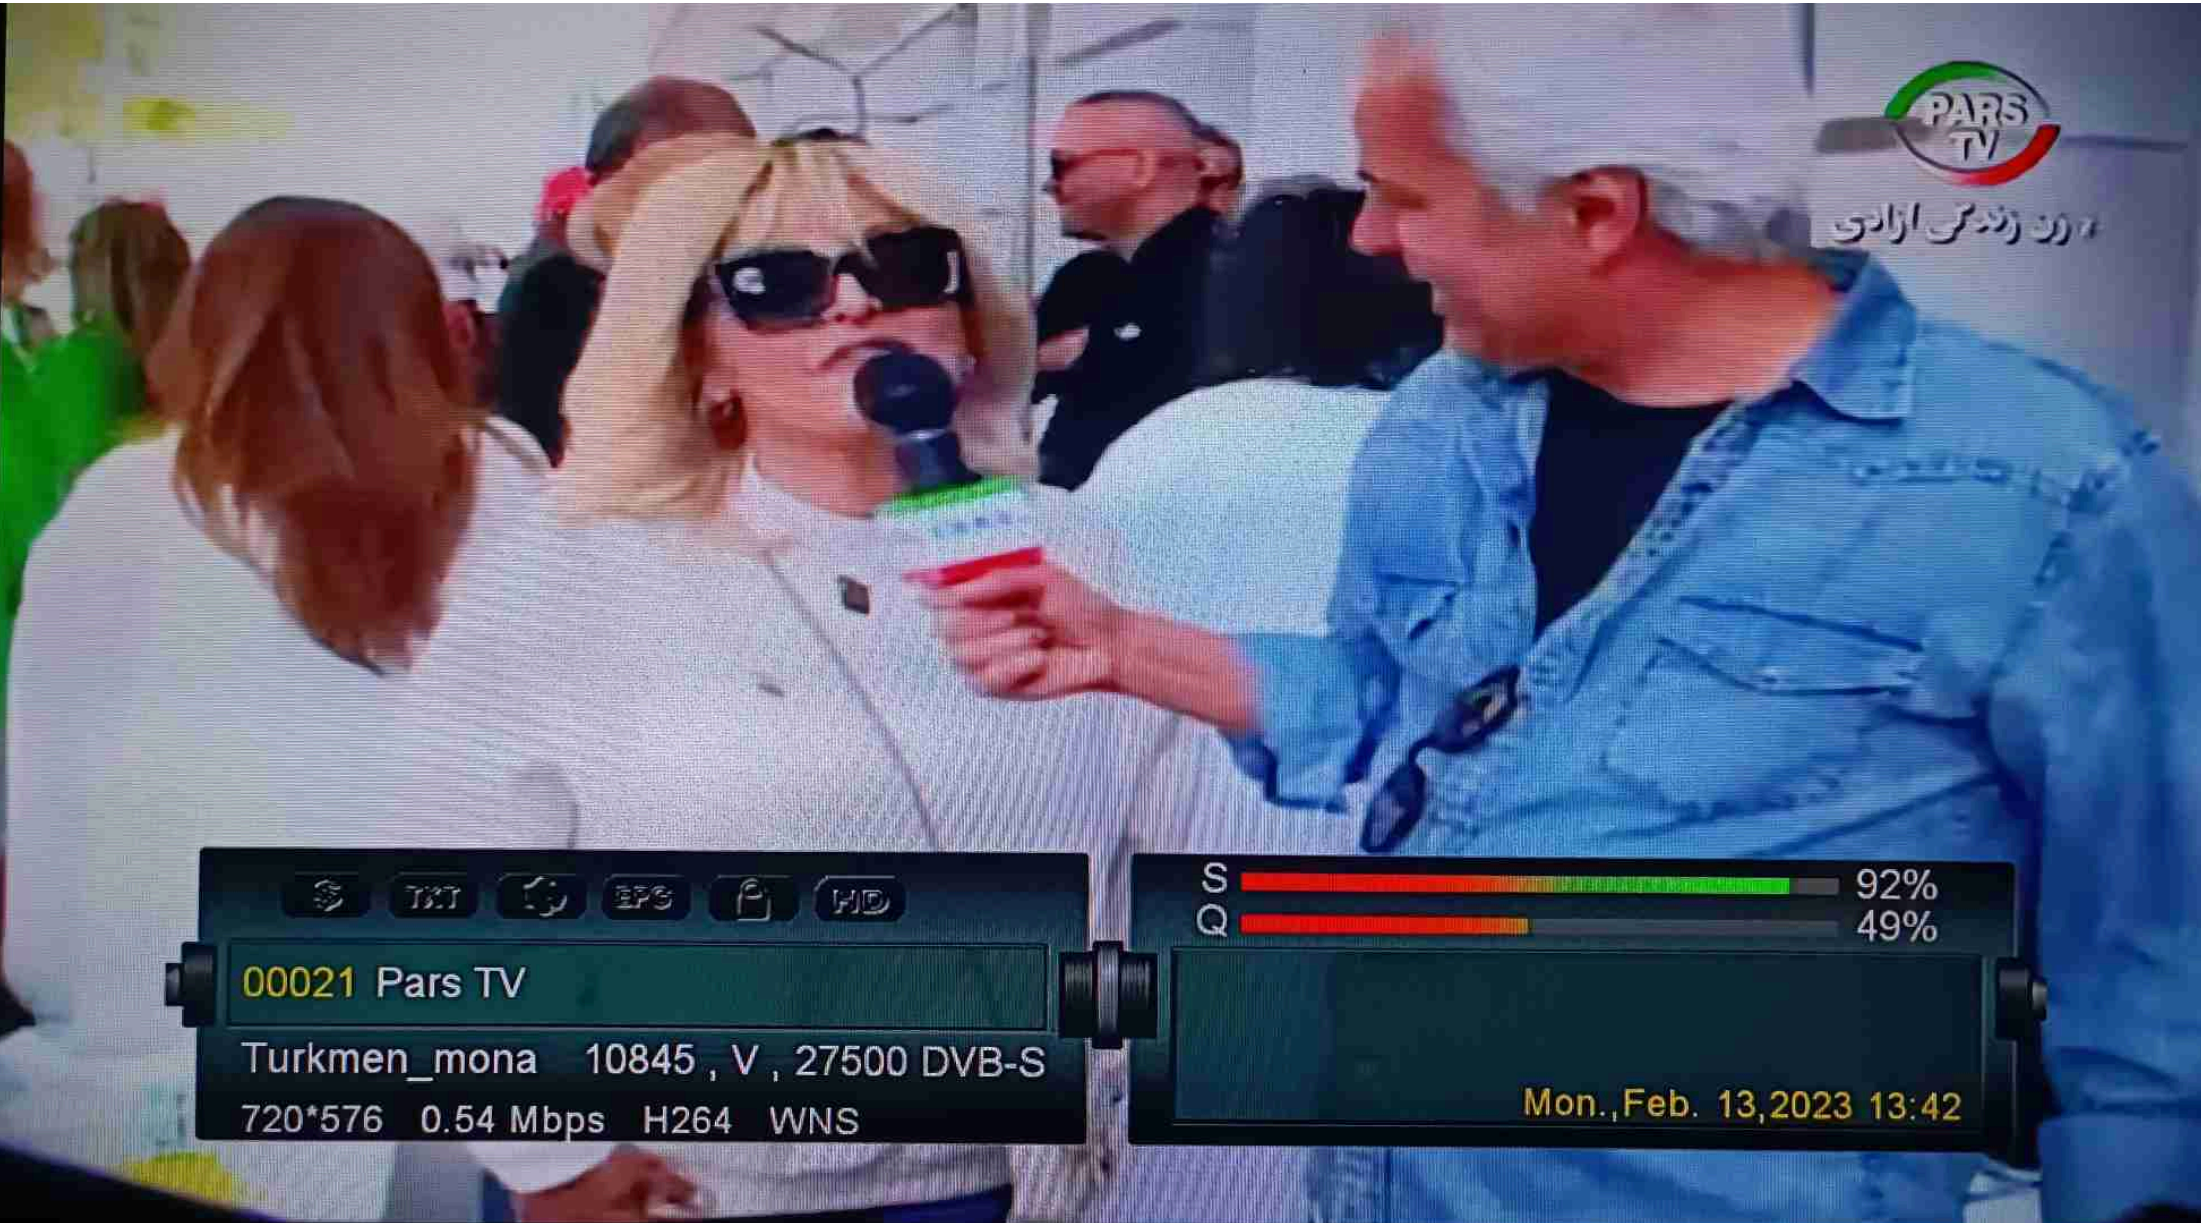 PARS
TV
زن زندگی آزادی
TXT
EPG
HD
S 92%
Q 49%
00021 Pars TV
Turkmen_mona 10845 , V , 27500 DVB-S
720*576 0.54 Mbps H264 WNS
Mon.,Feb. 13,2023 13:42